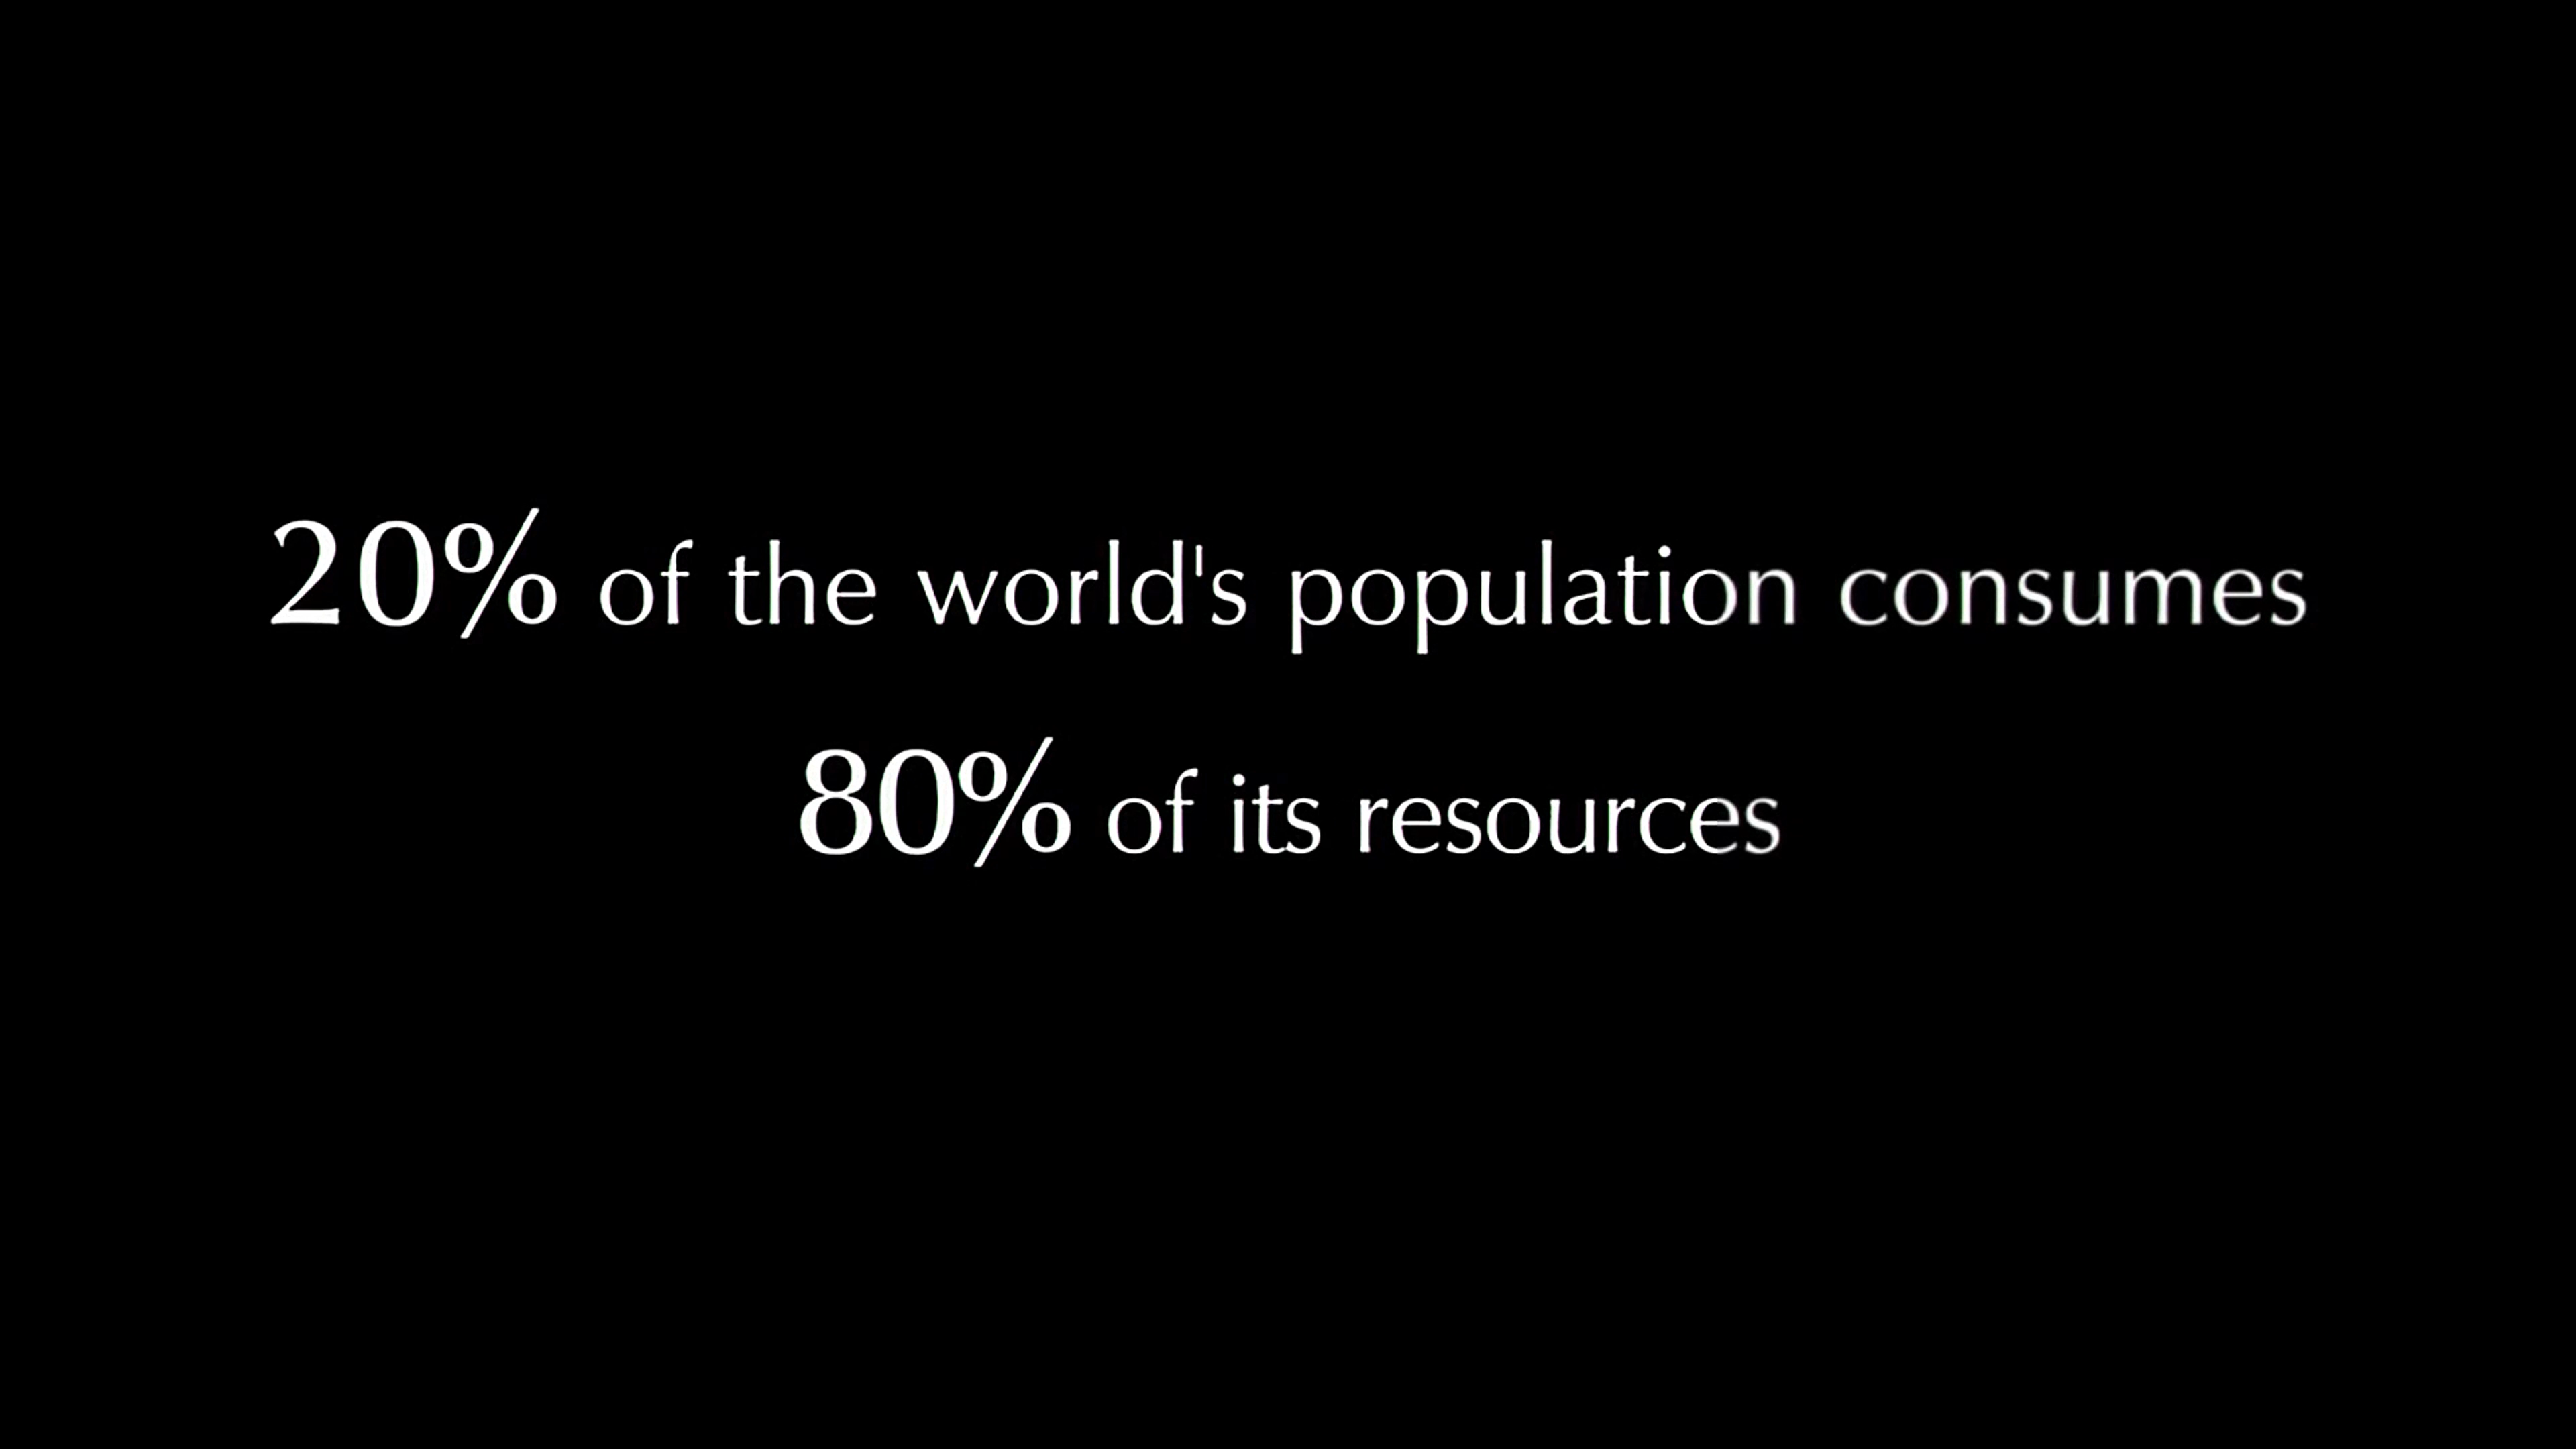 20% of the world's population consumes
80% of its resources